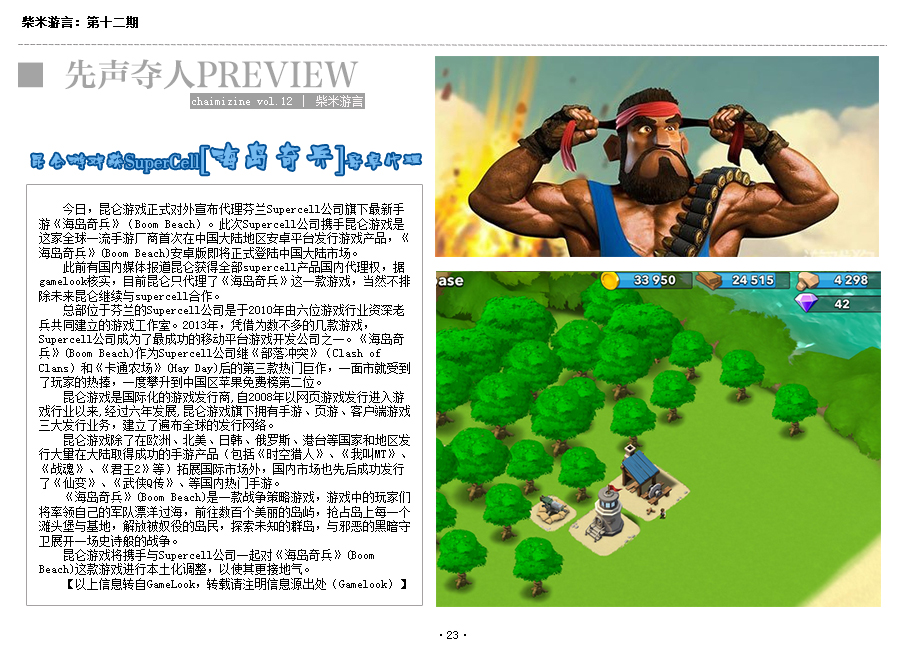 柴米游言：第十二期
先声夺人PREVIEW
chaimizine vol.12 | 柴米游言
昆仑游戏获SuperCell[海岛奇兵]安卓代理
今日，昆仑游戏正式对外宣布代理芬兰Supercell公司旗下最新手
游《海岛奇兵》（Boom Beach）。此次Supercell公司携手昆仑游戏是
这家全球一流手游厂商首次在中国大陆地区安卓平台发行游戏产品，《
海岛奇兵》(Boom Beach)安卓版即将正式登陆中国大陆市场。
此前有国内媒体报道昆仑获得全部supercell产品国内代理权，据
gamelook核实，目前昆仑只代理了《海岛奇兵》这一款游戏，当然不排
除未来昆仑继续与supercell合作。
总部位于芬兰的Supercell公司是于2010年由六位游戏行业资深老
兵共同建立的游戏工作室。2013年，凭借为数不多的几款游戏，
Supercell公司成为了最成功的移动平台游戏开发公司之一。《海岛奇
兵》(Boom Beach)作为Supercell公司继《部落冲突》（Clash of
Clans）和《卡通农场》(Hay Day)后的第三款热门巨作，一面市就受到
了玩家的热捧，一度攀升到中国区苹果免费榜第二位。
昆仑游戏是国际化的游戏发行商,自2008年以网页游戏发行进入游
戏行业以来,经过六年发展,昆仑游戏旗下拥有手游、页游、客户端游戏
三大发行业务，建立了遍布全球的发行网络。
昆仑游戏除了在欧洲、北美、日韩、俄罗斯、港台等国家和地区发
行大量在大陆取得成功的手游产品（包括《时空猎人》、《我叫MT》、
《战魂》、《君王2》等）拓展国际市场外，国内市场也先后成功发行
了《仙变》、《武侠Q传》、等国内热门手游。
《海岛奇兵》(Boom Beach)是一款战争策略游戏，游戏中的玩家们
将率领自己的军队漂洋过海，前往数百个美丽的岛屿，抢占岛上每一个
滩头堡与基地，解放被奴役的岛民，探索未知的群岛，与邪恶的黑暗守
卫展开一场史诗般的战争。
昆仑游戏将携手与Supercell公司一起对《海岛奇兵》(Boom
Beach)这款游戏进行本土化调整，以使其更接地气。
【以上信息转自GameLook，转载请注明信息源出处（Gamelook）】
base
33 950
24 515
4 298
42
·23·